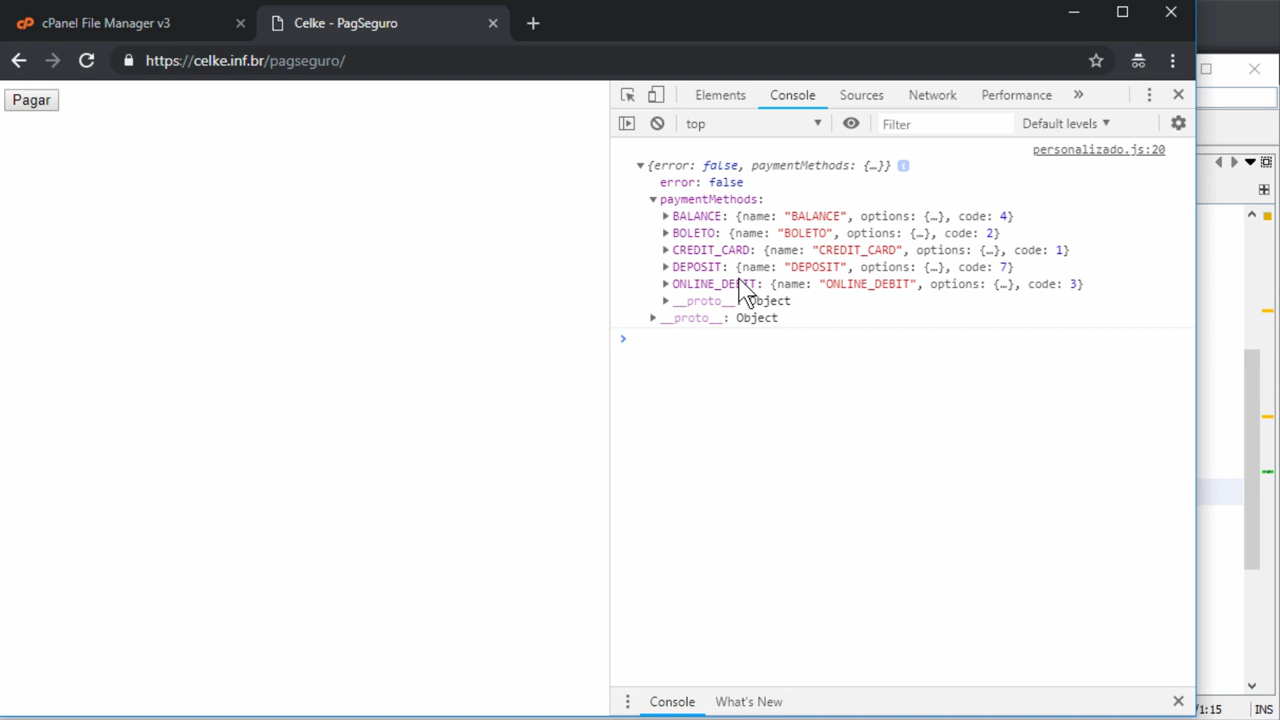 cPanel File Manager v3
Celke - PagSeguro
https://celke.inf.br/pagseguro/
Pagar
Elements Console Sources Network Performance
top Filter Default levels
personalizado.js:20
{error: false, paymentMethods: {…}}
error: false
paymentMethods:
BALANCE: {name: "BALANCE", options: {…}, code: 4}
BOLETO: {name: "BOLETO", options: {…}, code: 2}
CREDIT_CARD: {name: "CREDIT_CARD", options: {…}, code: 1}
DEPOSIT: {name: "DEPOSIT", options: {…}, code: 7}
ONLINE_DEBIT: {name: "ONLINE_DEBIT", options: {…}, code: 3}
__proto__: Object
__proto__: Object
Console What's New
/1:15 INS